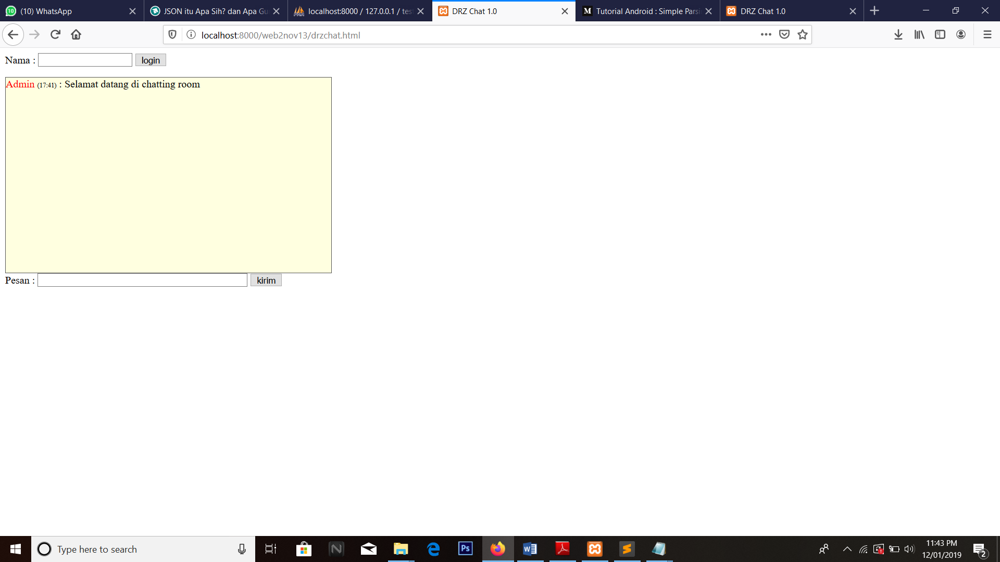 (10) WhatsApp
JSON itu Apa Sih? dan Apa Gu
localhost:8000 / 127.0.0.1 / tes
DRZ Chat 1.0
Tutorial Android : Simple Pars
DRZ Chat 1.0
localhost:8000/web2nov13/drzchat.html
Nama :
login
Admin (17:41) : Selamat datang di chatting room
Pesan :
kirim
Type here to search
11:43 PM
12/01/2019
2